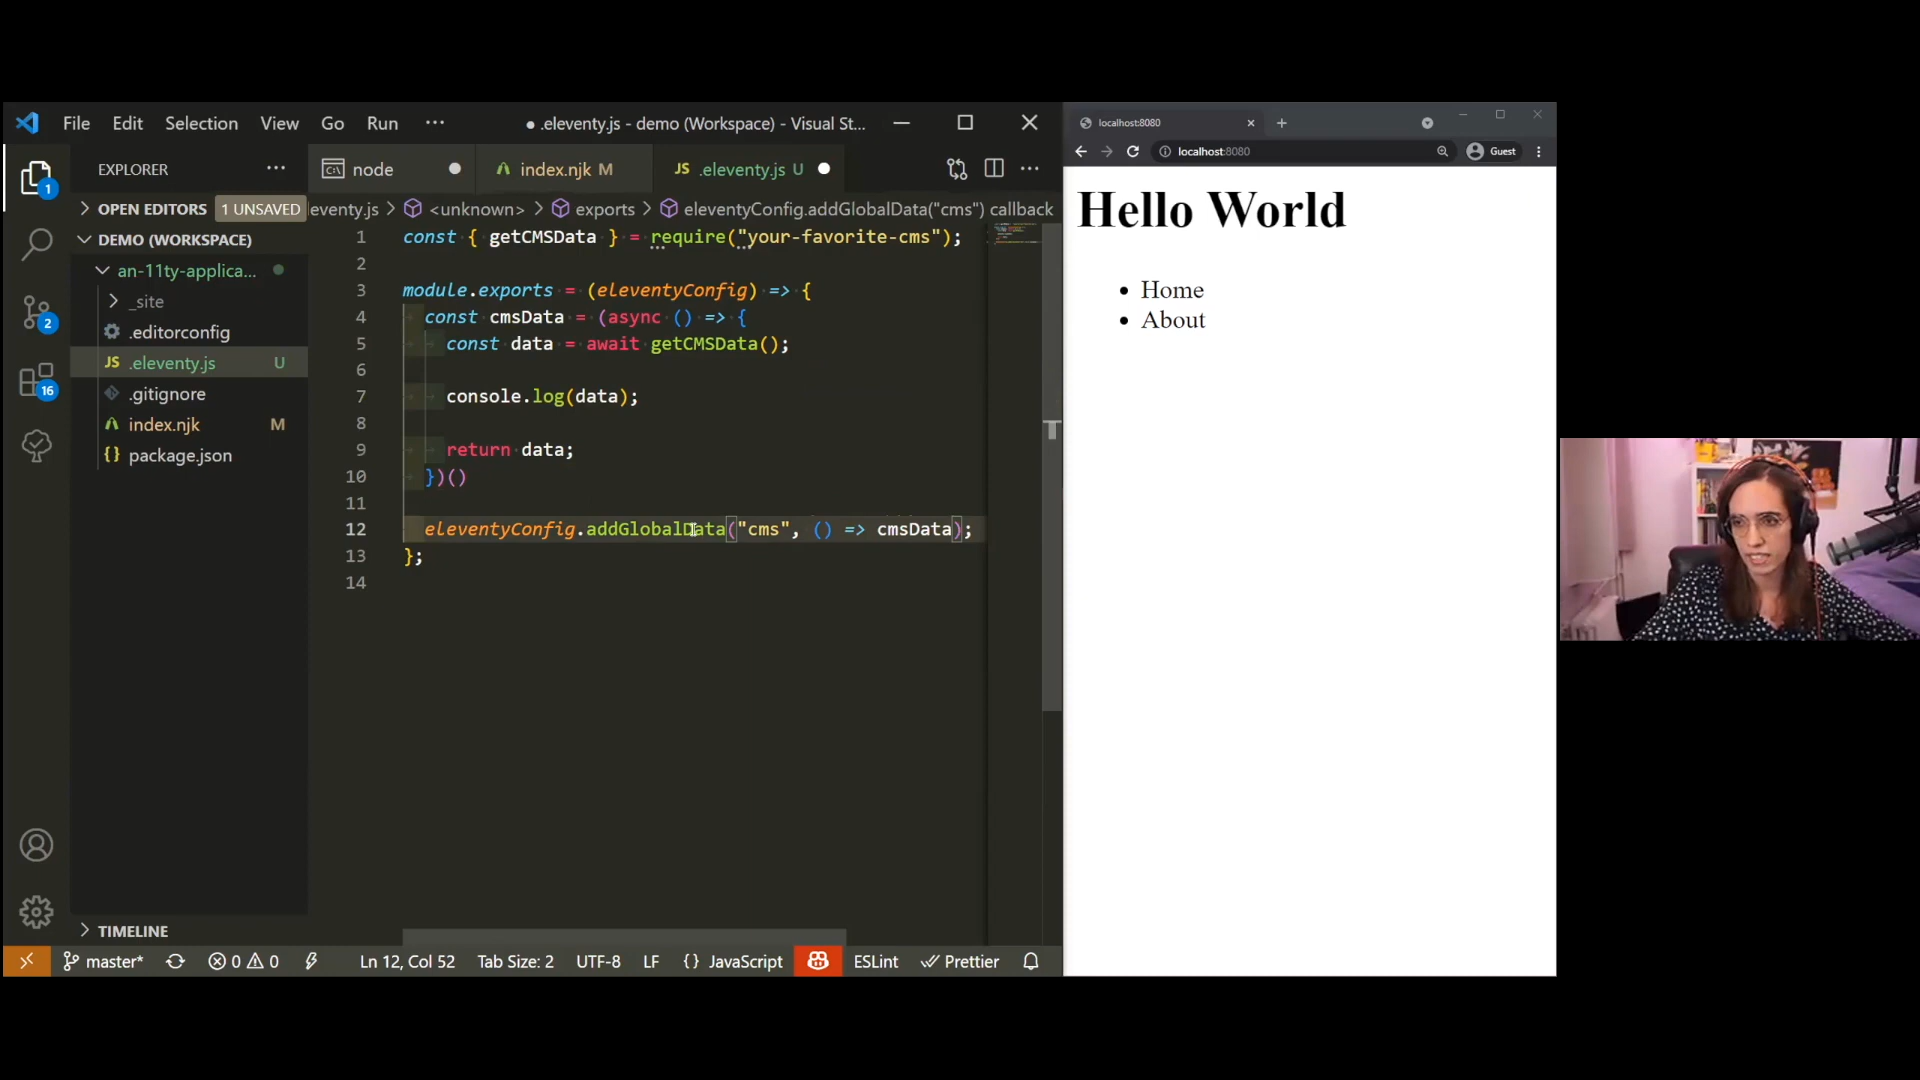 File Edit Selection View Go Run ···
● .eleventy.js - demo (Workspace) - Visual St...
EXPLORER ···
OPEN EDITORS 1 UNSAVED
DEMO (WORKSPACE)
an-11ty-applica...
_site
.editorconfig
JS .eleventy.js U
.gitignore
index.njk M
{} package.json
TIMELINE
1
2
16
node
index.njk M
JS .eleventy.js U
eventy.js > <unknown> > exports > eleventyConfig.addGlobalData("cms") callback
1 const { getCMSData } = require("your-favorite-cms");
2
3 module.exports = (eleventyConfig) => {
4 const cmsData = (async () => {
5 const data = await getCMSData();
6
7 console.log(data);
8
9 return data;
10 })()
11
12 eleventyConfig.addGlobalData("cms", () => cmsData);
13 };
14
master* 0 0 Ln 12, Col 52 Tab Size: 2 UTF-8 LF {} JavaScript ESLint Prettier
localhost:8080
localhost:8080 Guest
Hello World
• Home
• About